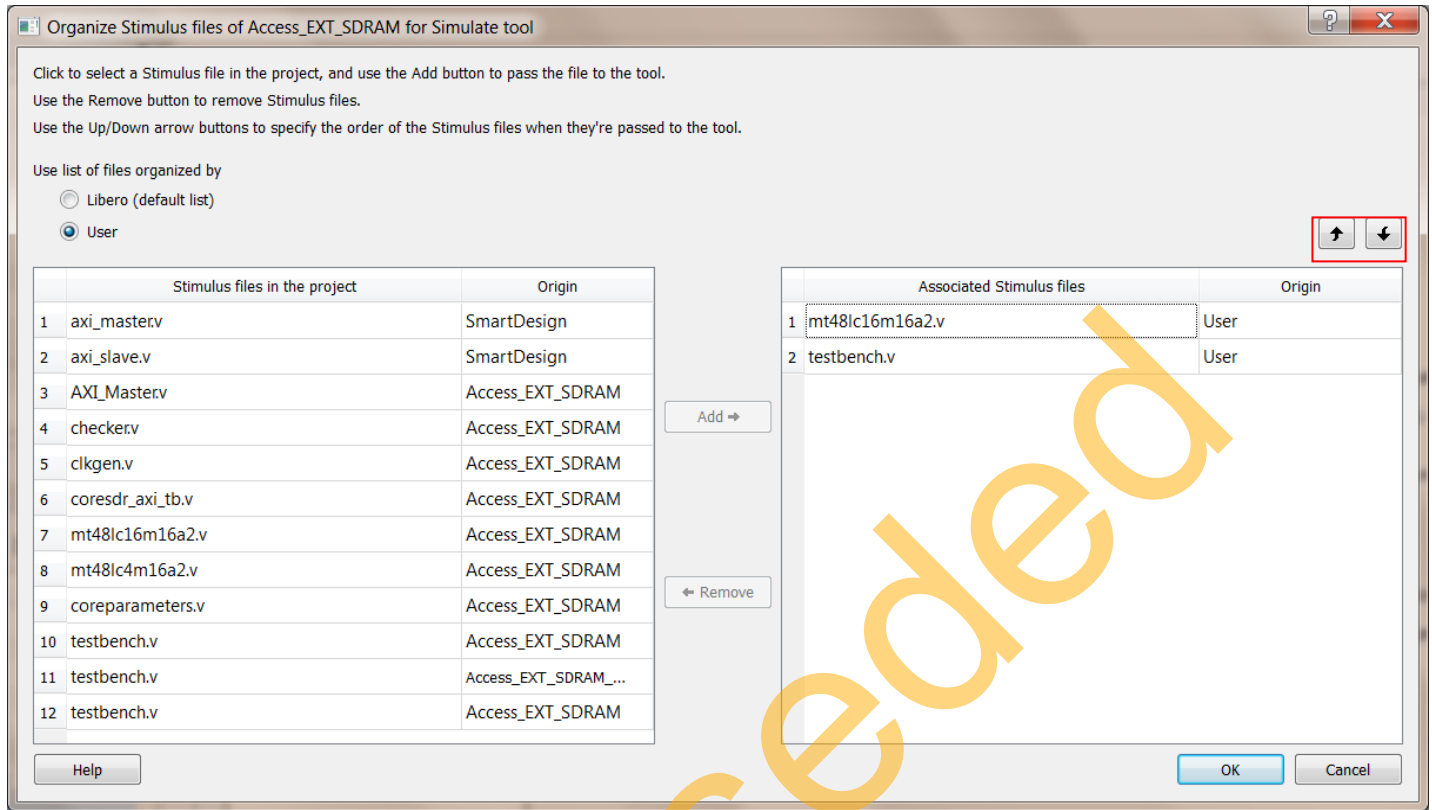 Organize Stimulus files of Access_EXT_SDRAM for Simulate tool
Click to select a Stimulus file in the project, and use the Add button to pass the file to the tool.
Use the Remove button to remove Stimulus files.
Use the Up/Down arrow buttons to specify the order of the Stimulus files when they're passed to the tool.
Use list of files organized by
Libero (default list)
User
Stimulus files in the project Origin
1 axi_master.v SmartDesign
2 axi_slave.v SmartDesign
3 AXI_Master.v Access_EXT_SDRAM
4 checker.v Access_EXT_SDRAM
5 clkgen.v Access_EXT_SDRAM
6 coresdr_axi_tb.v Access_EXT_SDRAM
7 mt48lc16m16a2.v Access_EXT_SDRAM
8 mt48lc4m16a2.v Access_EXT_SDRAM
9 coreparameters.v Access_EXT_SDRAM
10 testbench.v Access_EXT_SDRAM
11 testbench.v Access_EXT_SDRAM_...
12 testbench.v Access_EXT_SDRAM
Add
Remove
Associated Stimulus files Origin
1 mt48lc16m16a2.v User
2 testbench.v User
Help
OK
Cancel